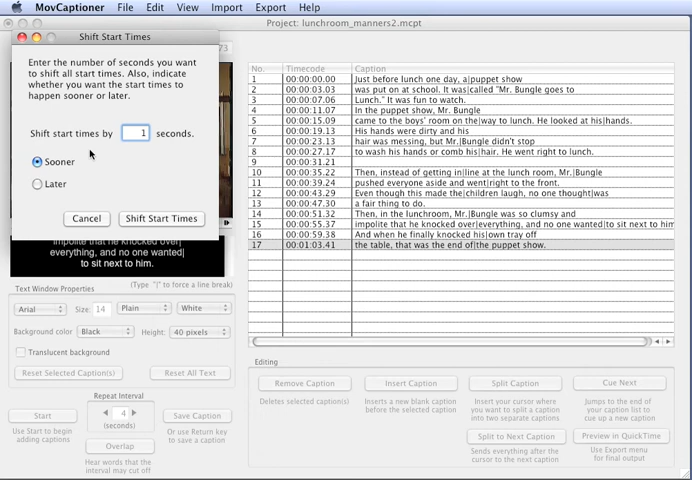 MovCaptioner File Edit View Import Export Help
Project: lunchroom_manners2.mcpt
Shift Start Times
Enter the number of seconds you want
to shift all start times. Also, indicate
whether you want the start times to
happen sooner or later.
Shift start times by 1 seconds.
Sooner
Later
Cancel Shift Start Times
impolite that he knocked over|
everything, and no one wanted|
to sit next to him.
(Type "|" to force a line break)
Text Window Properties
Arial Size: 14 Plain White
Background color Black Height: 40 pixels
Translucent background
Reset Selected Caption(s) Reset All Text
Repeat Interval
Start 4 Save Caption
(seconds)
Use Start to begin
adding captions
Or use Return key
to save a caption
Overlap
Hear words that the
interval may cut off
No. Timecode Caption
1 00:00:00.00 Just before lunch one day, a|puppet show
2 00:00:03.03 was put on at school. It was|called "Mr. Bungle goes to
3 00:00:07.06 Lunch." It was fun to watch.
4 00:00:11.07 In the puppet show, Mr. Bungle
5 00:00:15.09 came to the boys' room on the|way to lunch. He looked at his|hands.
6 00:00:19.13 His hands were dirty and his
7 00:00:23.13 hair was messy, but Mr.|Bungle didn't stop
8 00:00:27.17 to wash his hands or comb his|hair. He went right to lunch.
9 00:00:31.21
10 00:00:35.22 Then, instead of getting in|line at the lunch room, Mr.|Bungle
11 00:00:39.24 pushed everyone aside and went|right to the front.
12 00:00:43.29 Even though this made the|children laugh, no one thought|was
13 00:00:47.30 a fair thing to do.
14 00:00:51.32 Then, in the lunchroom, Mr.|Bungle was so clumsy and
15 00:00:55.37 impolite that he knocked over|everything, and no one wanted|to sit next to him
16 00:00:59.38 And when he finally knocked his|own tray off
17 00:01:03.41 the table, that was the end of|the puppet show.
Editing
Remove Caption Insert Caption Split Caption Cue Next
Deletes selected caption(s)
Inserts a new blank caption
before the selected caption
Insert your cursor where
you want to split a caption
into two separate captions
Jumps to the end of
your caption list to
cue up a new caption
Split to Next Caption Preview in QuickTime
Sends everything after the
cursor to the next caption
Use Export menu
for final output